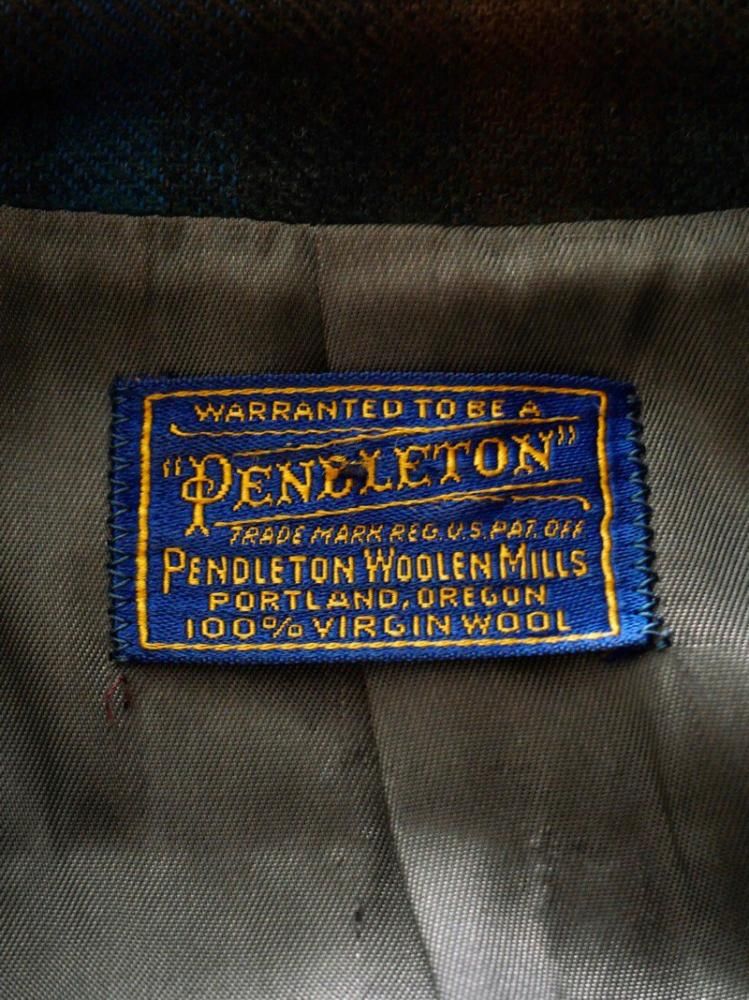 WARRANTED TO BE A
"PENDLETON"
TRADE MARK REG. U.S. PAT. OFF
PENDLETON WOOLEN MILLS
PORTLAND, OREGON
100% VIRGIN WOOL